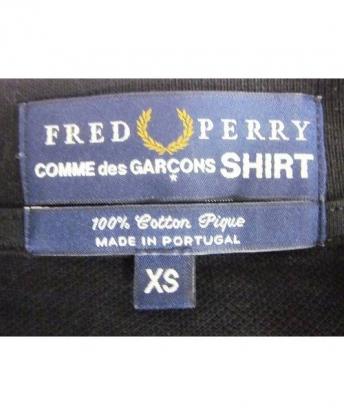 FRED PERRY
COMME des GARÇONS SHIRT
100% Cotton Pique
MADE IN PORTUGAL
XS